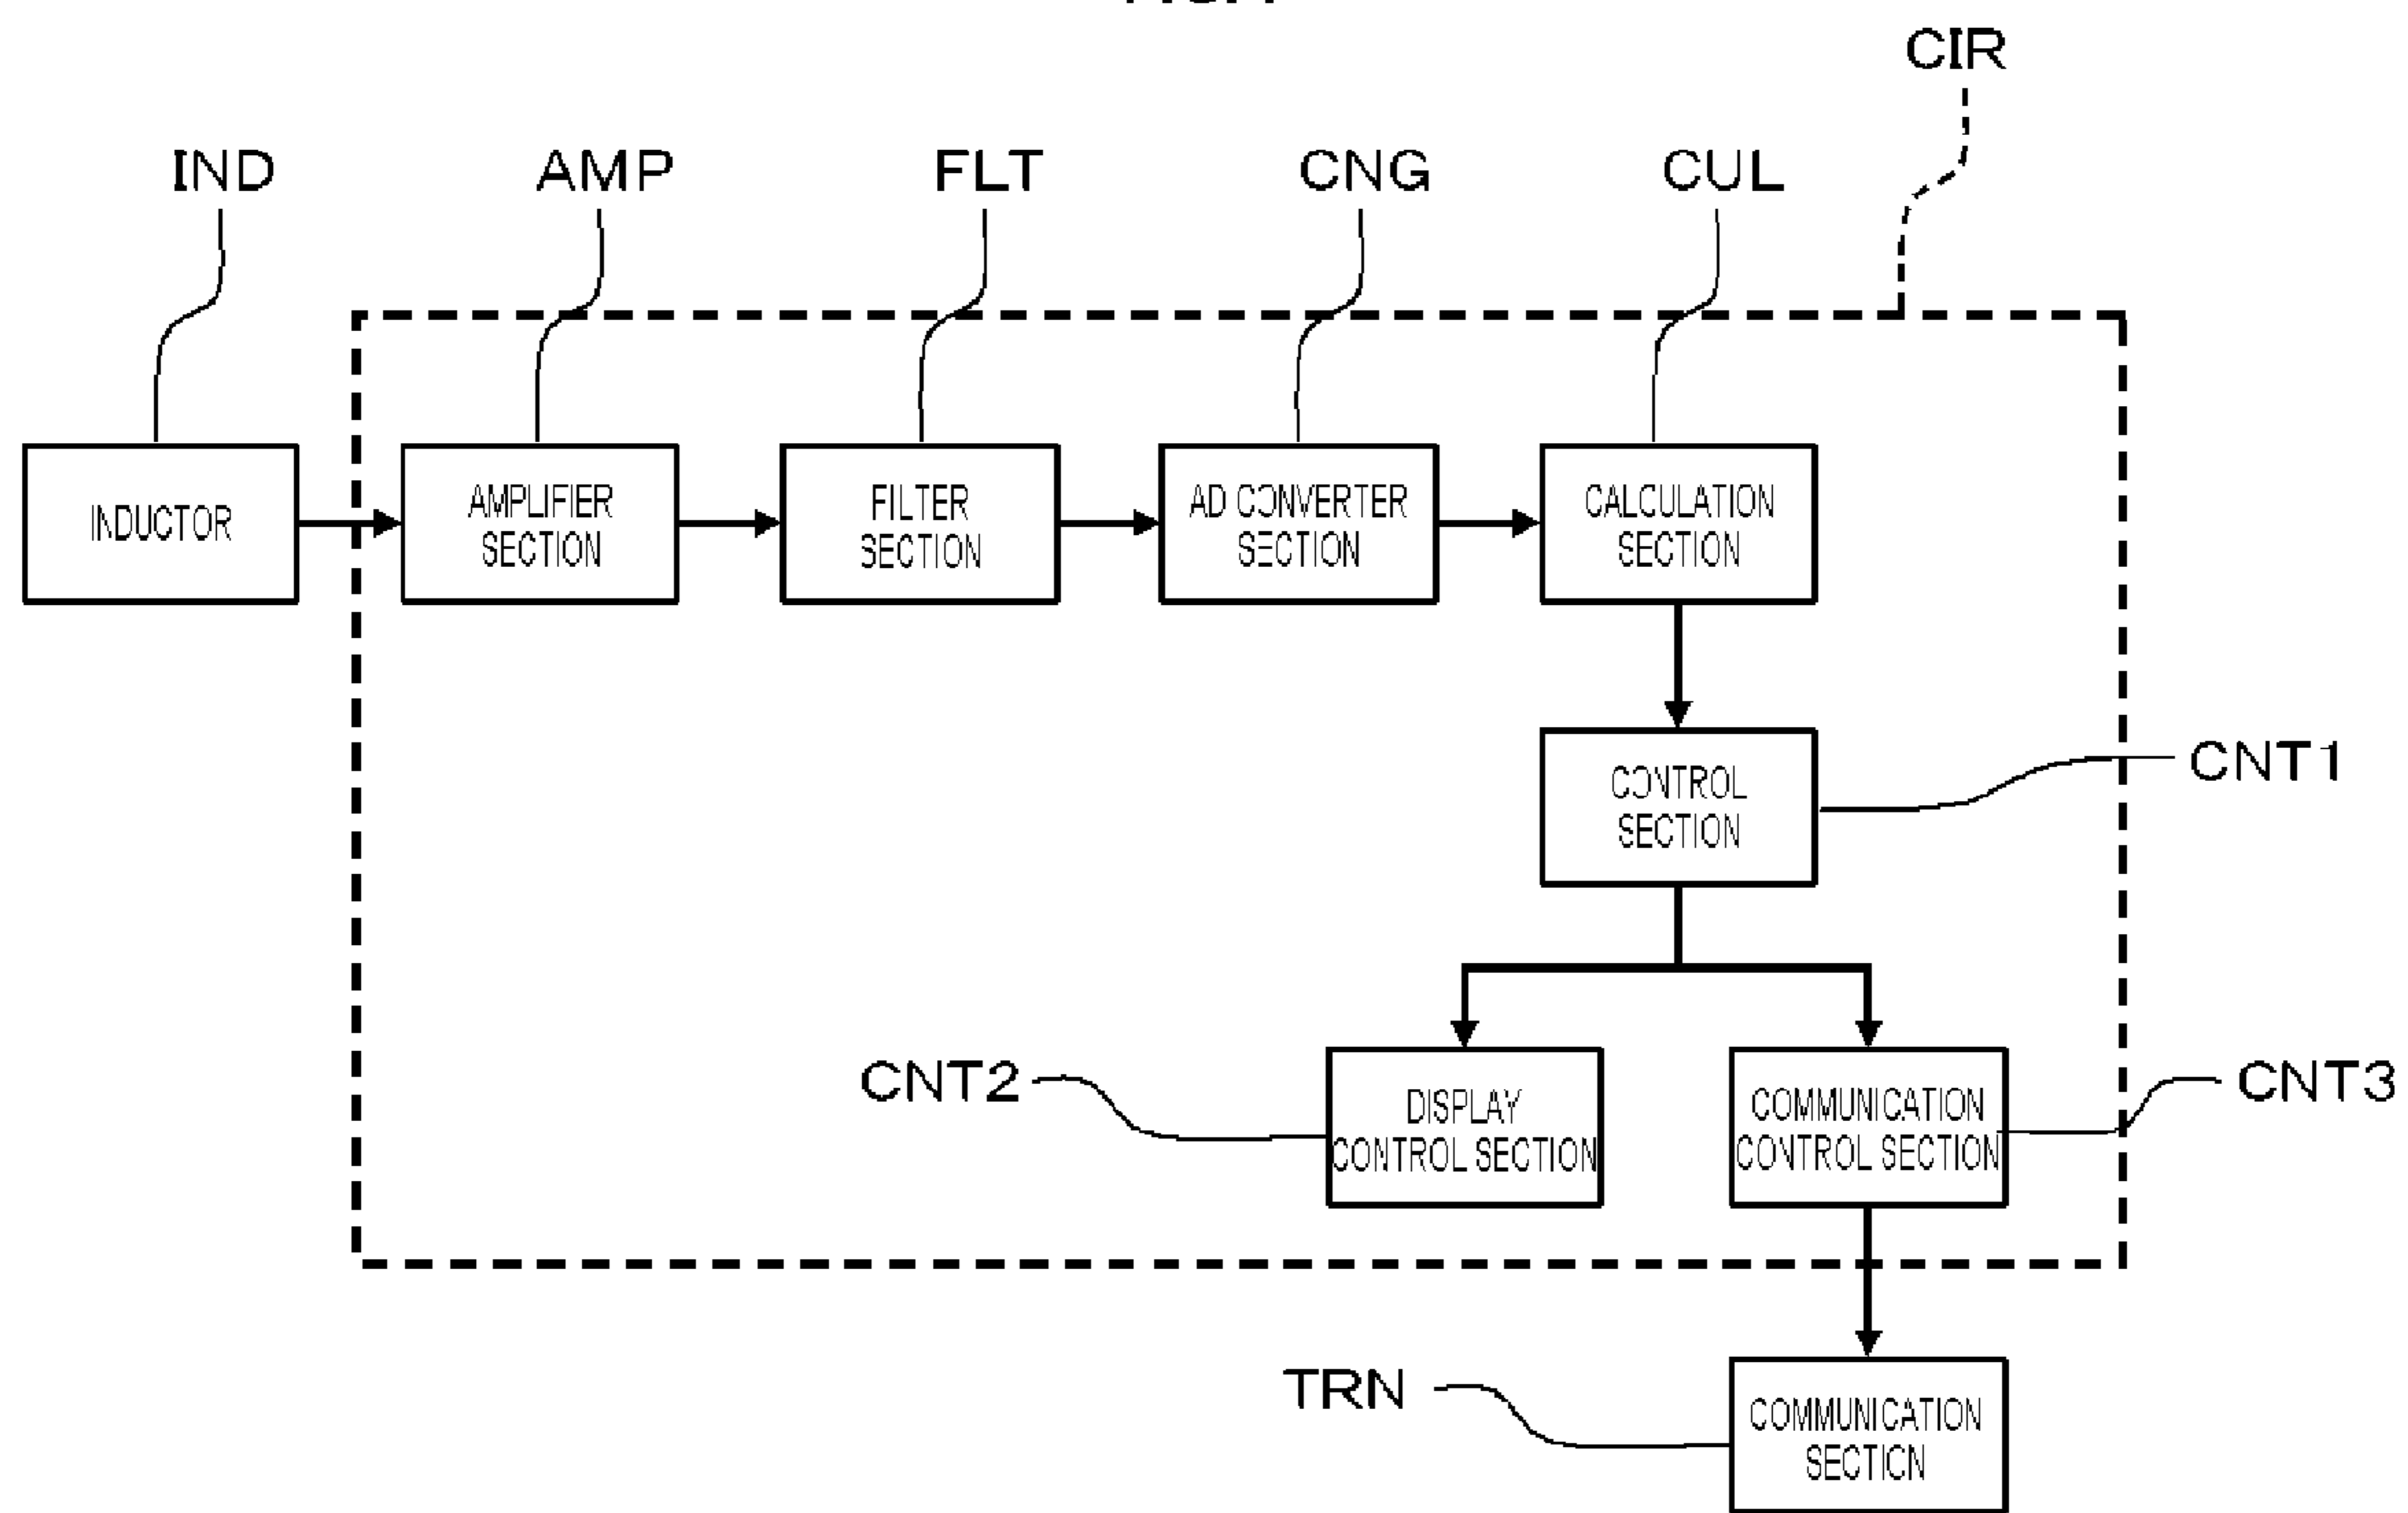 CIR
IND
AMP
FLT
CNG
CUL
INDUCTOR
AMPLIFIER
SECTION
FILTER
SECTION
AD CONVERTER
SECTION
CALCULATION
SECTION
CONTROL
SECTION
CNT1
CNT2
DISPLAY
CONTROL SECTION
COMMUNICATION
CONTROL SECTION
CNT3
TRN
COMMUNICATION
SECTION